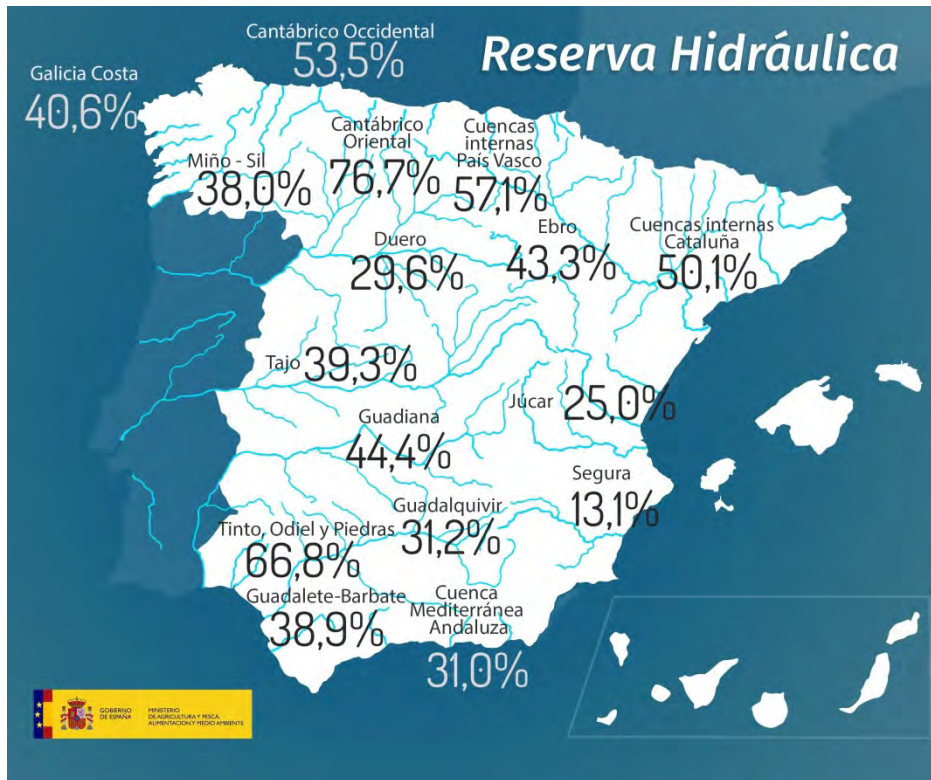 Reserva Hidráulica
Cantábrico Occidental
53,5%
Galicia Costa
40,6%
Cantábrico
Oriental
76,7%
Cuencas
internas
País Vasco
57,1%
Miño - Sil
38,0%
Ebro
43,3%
Cuencas internas
Cataluña
50,1%
Duero
29,6%
Tajo 39,3%
Júcar 25,0%
Guadiana
44,4%
Segura
13,1%
Guadalquivir
31,2%
Tinto, Odiel y Piedras
66,8%
Guadalete-Barbate
38,9%
Cuenca
Mediterránea
Andaluza
31,0%
GOBIERNO
DE ESPAÑA
MINISTERIO
DE AGRICULTURA Y PESCA,
ALIMENTACIÓN Y MEDIO AMBIENTE